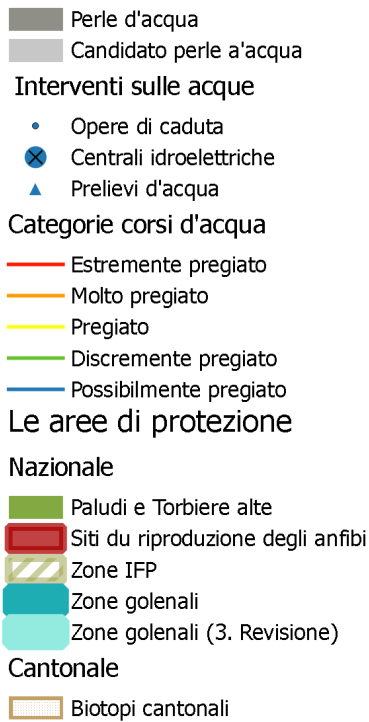 Perle d'acqua
Candidato perle a'acqua
Interventi sulle acque
Opere di caduta
Centrali idroelettriche
Prelievi d'acqua
Categorie corsi d'acqua
Estremente pregiato
Molto pregiato
Pregiato
Discremente pregiato
Possibilmente pregiato
Le aree di protezione
Nazionale
Paludi e Torbiere alte
Siti du riproduzione degli anfibi
Zone IFP
Zone golenali
Zone golenali (3. Revisione)
Cantonale
Biotopi cantonali